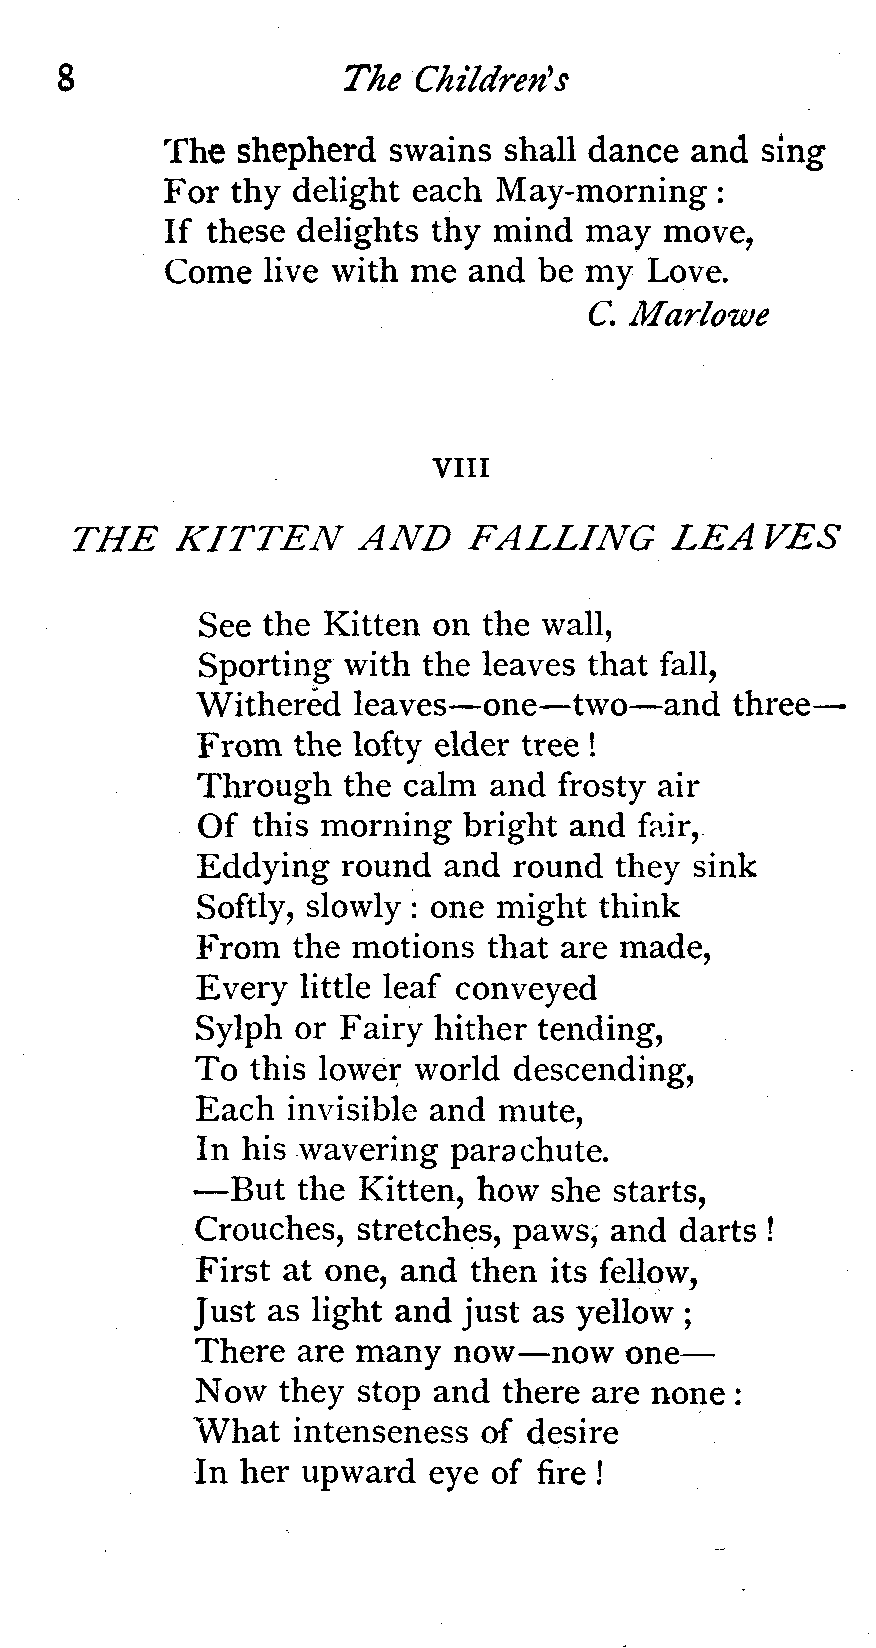 8 The Children's
The shepherd swains shall dance and sing
For thy delight each May-morning :
If these delights thy mind may move,
Come live with me and be my Love.
C. Marlowe
VIII
THE KITTEN AND FALLING LEAVES
See the Kitten on the wall,
Sporting with the leaves that fall,
Withered leaves—one—two—and three—
From the lofty elder tree !
Through the calm and frosty air
Of this morning bright and fair,
Eddying round and round they sink
Softly, slowly : one might think
From the motions that are made,
Every little leaf conveyed
Sylph or Fairy hither tending,
To this lower world descending,
Each invisible and mute,
In his wavering parachute.
—But the Kitten, how she starts,
Crouches, stretches, paws, and darts !
First at one, and then its fellow,
Just as light and just as yellow ;
There are many now—now one—
Now they stop and there are none :
What intenseness of desire
In her upward eye of fire !